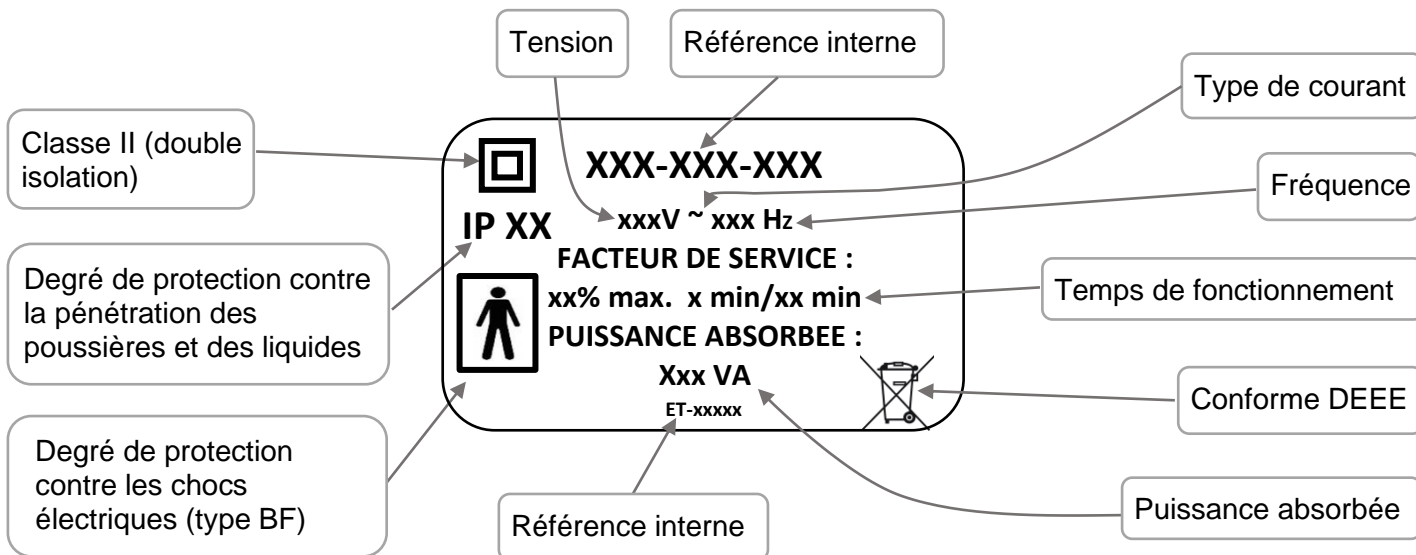 Tension
Référence interne
Type de courant
Classe II (double
isolation)
XXX-XXX-XXX
Fréquence
IP XX
xxxV ~ xxx Hz
FACTEUR DE SERVICE :
Degré de protection contre
la pénétration des
poussières et des liquides
xx% max. x min/xx min
Temps de fonctionnement
PUISSANCE ABSORBEE :
Xxx VA
Conforme DEEE
ET-xxxxx
Degré de protection
contre les chocs
électriques (type BF)
Référence interne
Puissance absorbée